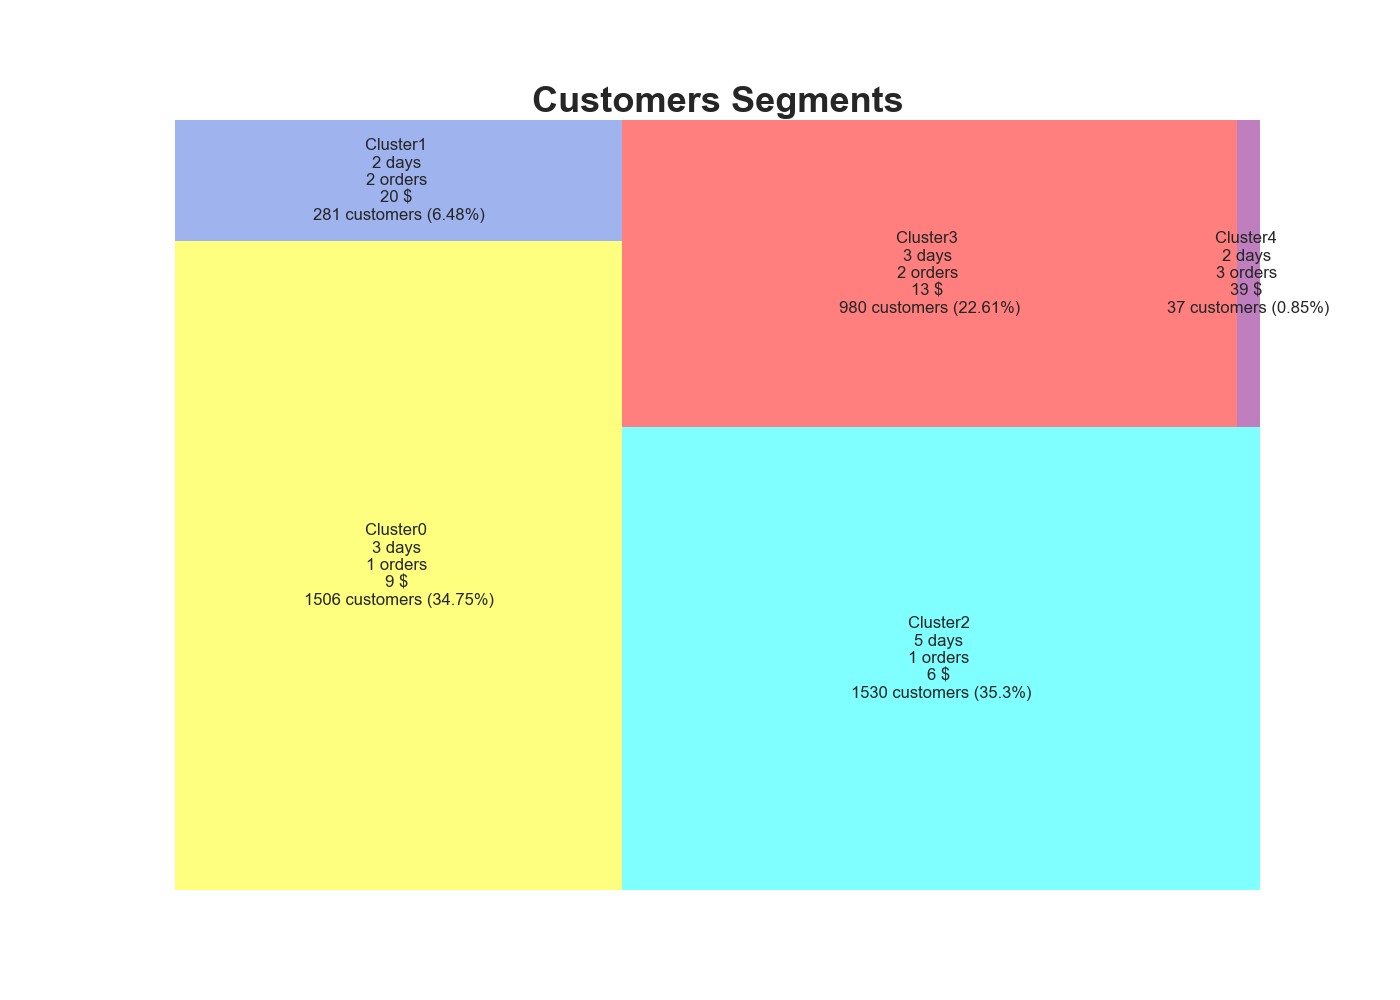 Customers Segments
Cluster1
2 days
2 orders
20 $
281 customers (6.48%)
Cluster3
3 days
2 orders
13 $
980 customers (22.61%)
Cluster4
2 days
3 orders
39 $
37 customers (0.85%)
Cluster0
3 days
1 orders
9 $
1506 customers (34.75%)
Cluster2
5 days
1 orders
6 $
1530 customers (35.3%)